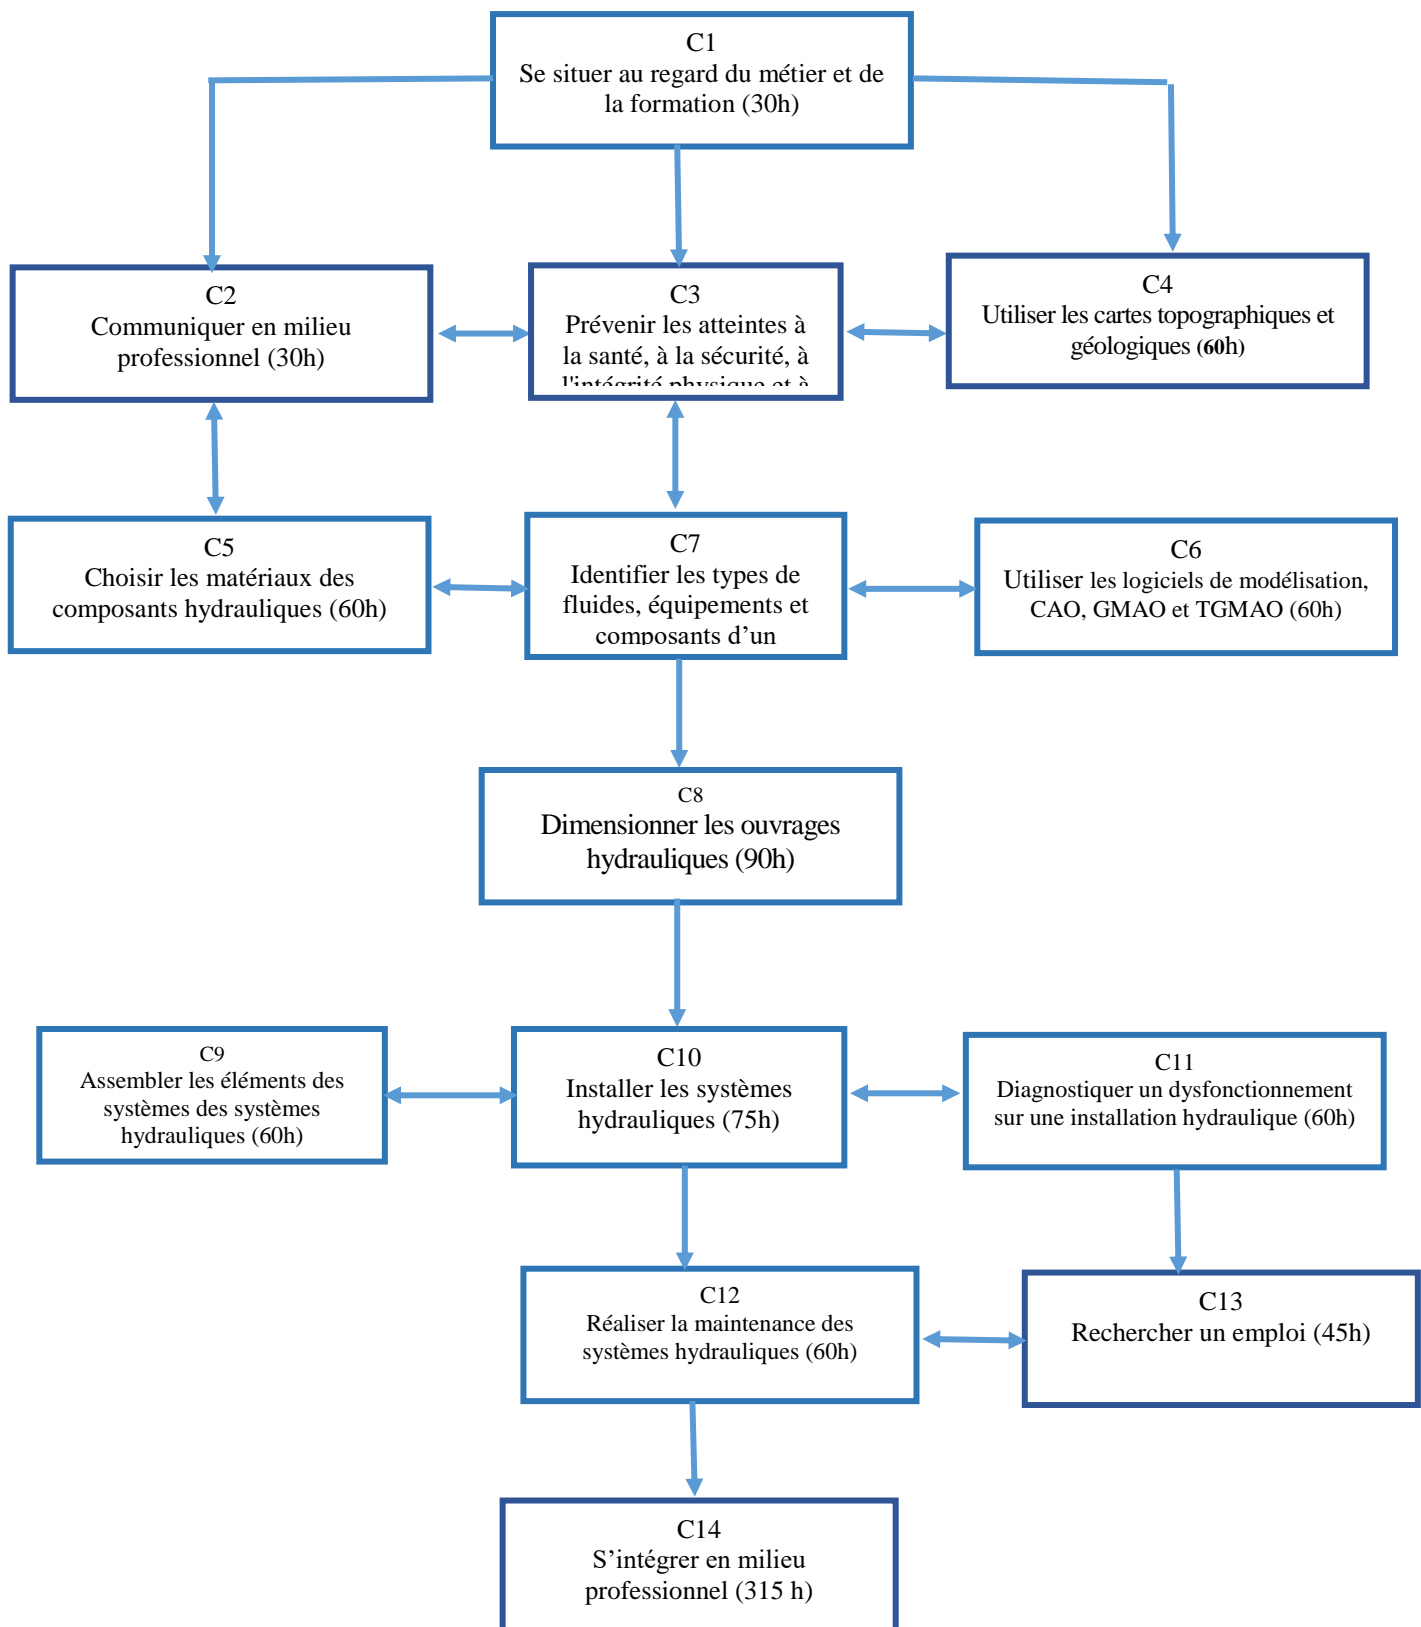 C1
Se situer au regard du métier et de
la formation (30h)
C2
Communiquer en milieu
professionnel (30h)
C3
Prévenir les atteintes à
la santé, à la sécurité, à
l'intégrité physique et à
C4
Utiliser les cartes topographiques et
géologiques (60h)
C5
Choisir les matériaux des
composants hydrauliques (60h)
C7
Identifier les types de
fluides, équipements et
composants d’un
C6
Utiliser les logiciels de modélisation,
CAO, GMAO et TGMAO (60h)
C8
Dimensionner les ouvrages
hydrauliques (90h)
C9
Assembler les éléments des
systèmes des systèmes
hydrauliques (60h)
C10
Installer les systèmes
hydrauliques (75h)
C11
Diagnostiquer un dysfonctionnement
sur une installation hydraulique (60h)
C12
Réaliser la maintenance des
systèmes hydrauliques (60h)
C13
Rechercher un emploi (45h)
C14
S’intégrer en milieu
professionnel (315 h)